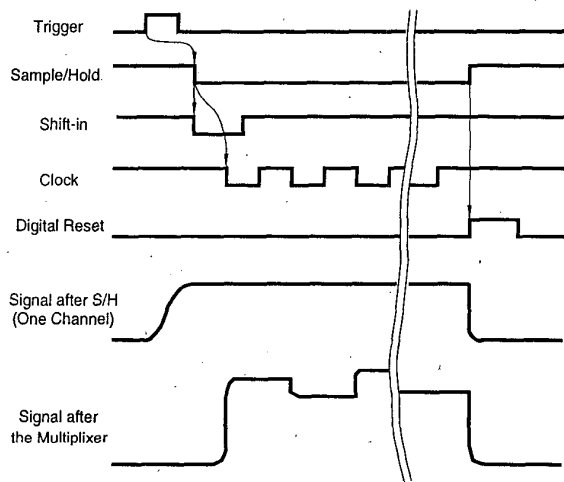 Trigger
Sample/Hold
Shift-in
Clock
Digital Reset
Signal after S/H
(One Channel)
Signal after
the Multiplixer